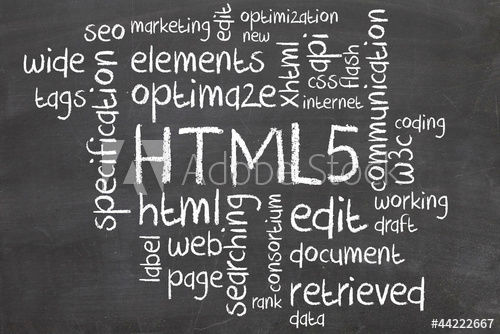 seo
marketing
edit
optimization
new
wide
elements
xhtml
api
css
flash
communication
tags
specification
optimaze
internet
HTML5
w3c
coding
html
searching
consortium
edit
working
draft
label
web
document
page
rank
retrieved
data
Adobe Stock
#44222667